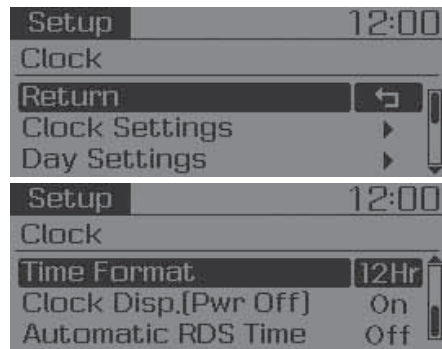 Setup 12:00
Clock
Return
Clock Settings
Day Settings
Setup 12:00
Clock
Time Format 12Hr
Clock Disp.(Pwr Off) On
Automatic RDS Time Off